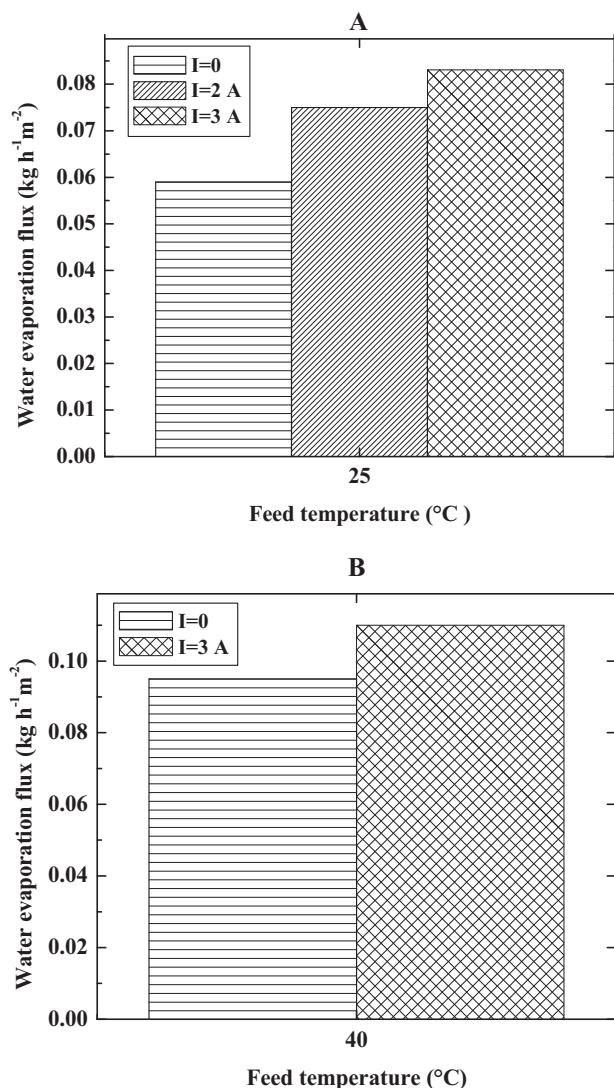 A
I=0
I=2 A
I=3 A
0.08
0.07
0.06
0.05
0.04
0.03
0.02
0.01
0.00
Water evaporation flux (kg h⁻¹m⁻²)
25
Feed temperature (°C )
B
I=0
I=3 A
0.10
0.08
0.06
0.04
0.02
0.00
Water evaporation flux (kg h⁻¹m⁻²)
40
Feed temperature (°C)